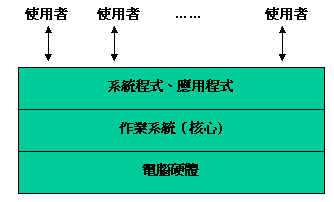 使用者 使用者 …… 使用者
系統程式、應用程式
作業系統（核心）
電腦硬體